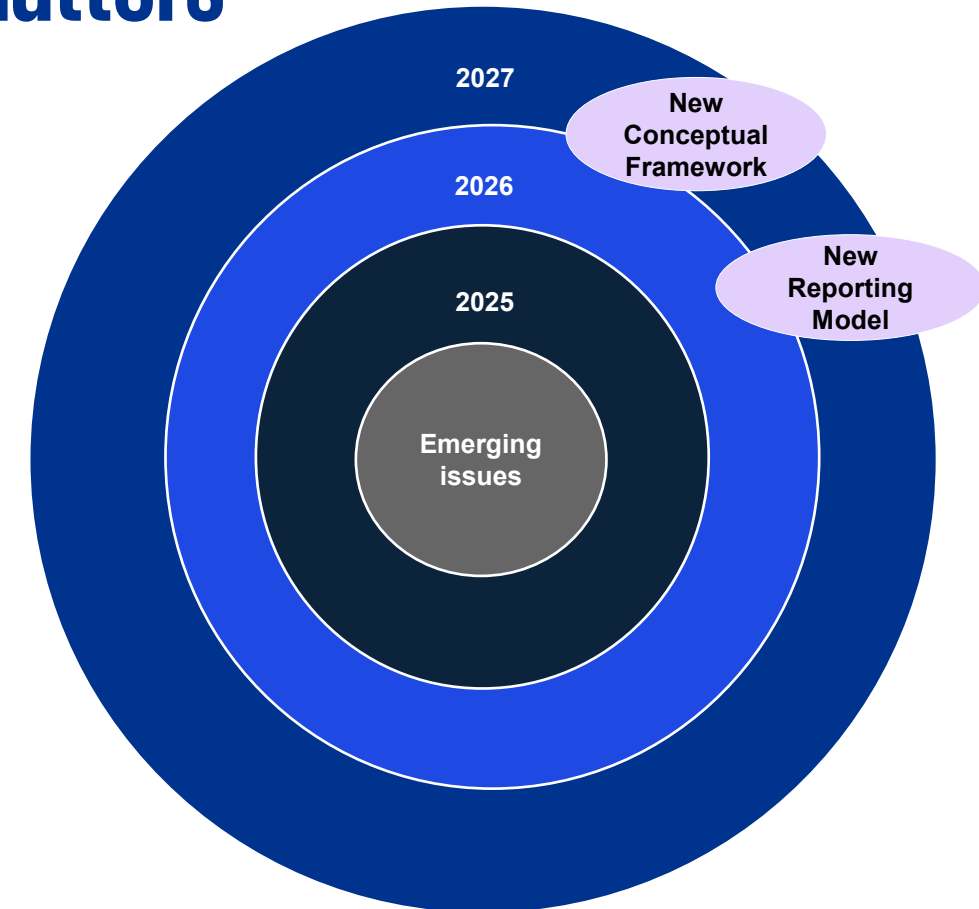 2027
New
Conceptual
Framework
2026
New
Reporting
Model
2025
Emerging
issues